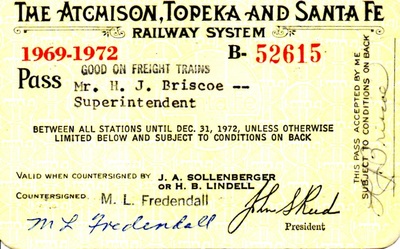 THE ATCHISON, TOPEKA AND SANTA FE
RAILWAY SYSTEM
1969-1972 B- 52615
GOOD ON FREIGHT TRAINS
Pass Mr. H. J. Briscoe --
Superintendent
BETWEEN ALL STATIONS UNTIL DEC. 31, 1972, UNLESS OTHERWISE
LIMITED BELOW AND SUBJECT TO CONDITIONS ON BACK
VALID WHEN COUNTERSIGNED BY J. A. SOLLENBERGER
OR H. B. LINDELL
COUNTERSIGNED M. L. Fredendall
M L Fredendall
John S Reed
President
THIS PASS ACCEPTED BY ME
SUBJECT TO CONDITIONS ON BACK
H J Briscoe